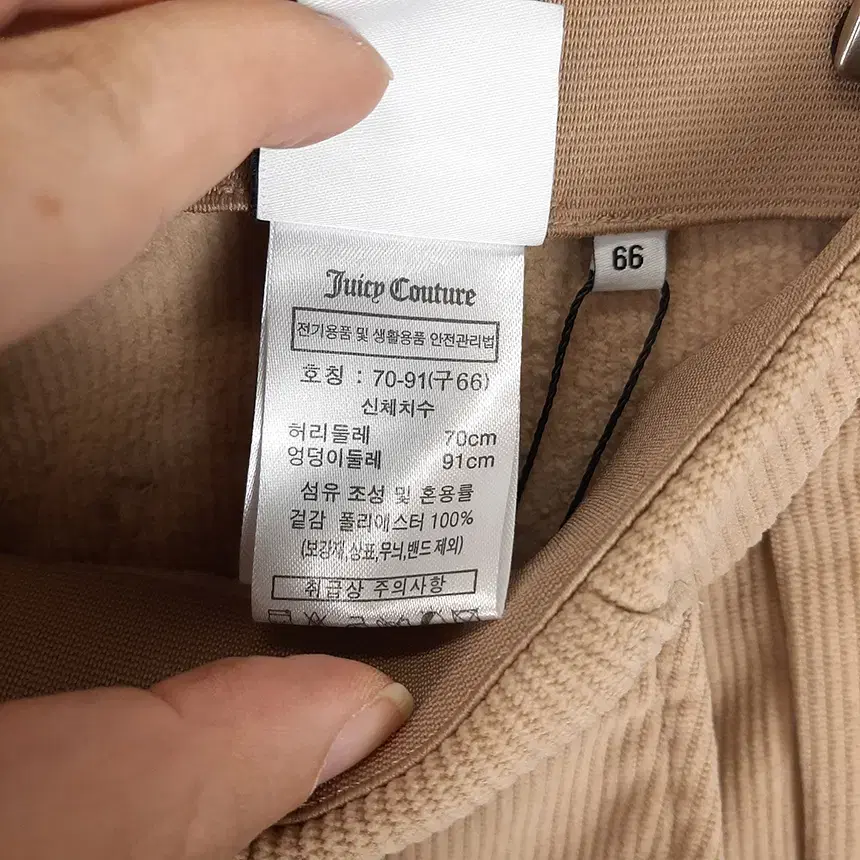 Juicy Couture
전기용품 및 생활용품 안전관리법
호칭 : 70-91(구66)
신체치수
허리둘레 70cm
엉덩이둘레 91cm
섬유 조성 및 혼용률
겉감 폴리에스터 100%
(보강재,상표,무늬,밴드 제외)
취급상 주의사항
66